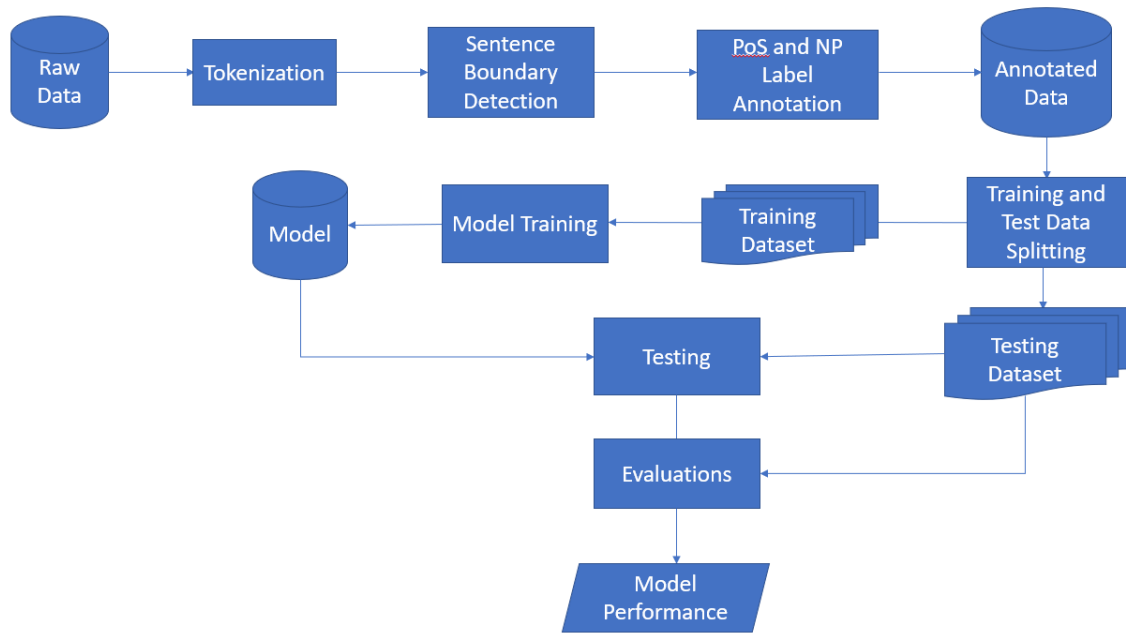 Raw
Data
Tokenization
Sentence
Boundary
Detection
PoS and NP
Label
Annotation
Annotated
Data
Model
Model Training
Training
Dataset
Training and
Test Data
Splitting
Testing
Testing
Dataset
Evaluations
Model
Performance